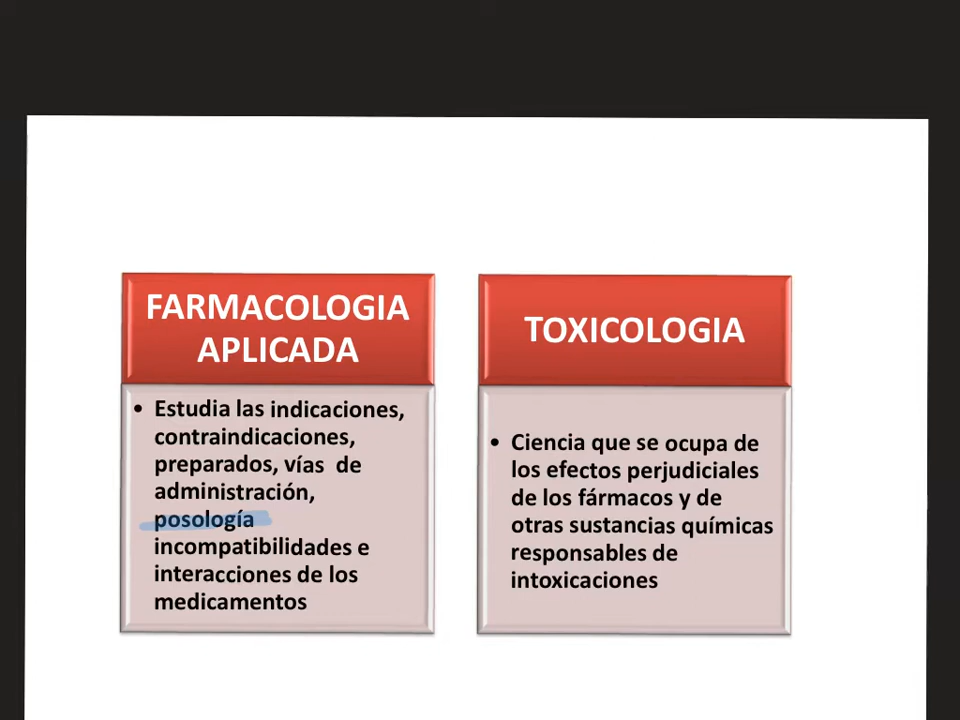 FARMACOLOGIA
APLICADA
• Estudia las indicaciones,
contraindicaciones,
preparados, vías de
administración,
posología
incompatibilidades e
interacciones de los
medicamentos
TOXICOLOGIA
• Ciencia que se ocupa de
los efectos perjudiciales
de los fármacos y de
otras sustancias químicas
responsables de
intoxicaciones